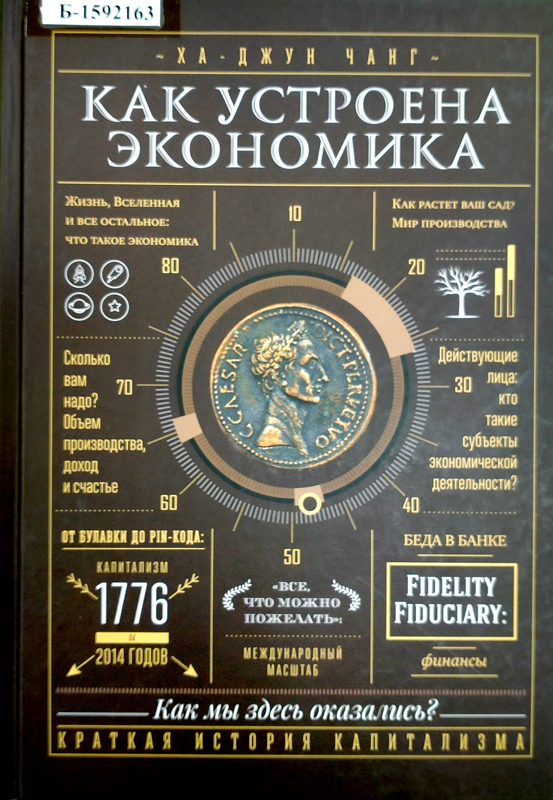 Б-1592163
~ХА-ДЖУН ЧАНГ~
КАК УСТРОЕНА
ЭКОНОМИКА
Жизнь, Вселенная
и все остальное:
что такое экономика
Как растет ваш сад?
Мир производства
10
80
20
Сколько
вам
надо?
Объем
производства,
доход
и счастье
70
C CAESAR DICT PERPETVO
30
Действующие
лица:
кто
такие
субъекты
экономической
деятельности?
60
40
50
ОТ БУЛАВКИ ДО PIN-КОДА:
КАПИТАЛИЗМ
1776
и
2014 ГОДОВ
«ВСЕ,
ЧТО МОЖНО
ПОЖЕЛАТЬ»:
МЕЖДУНАРОДНЫЙ
МАСШТАБ
БЕДА В БАНКЕ
FIDELITY
FIDUCIARY:
финансы
Как мы здесь оказались?
КРАТКАЯ ИСТОРИЯ КАПИТАЛИЗМА